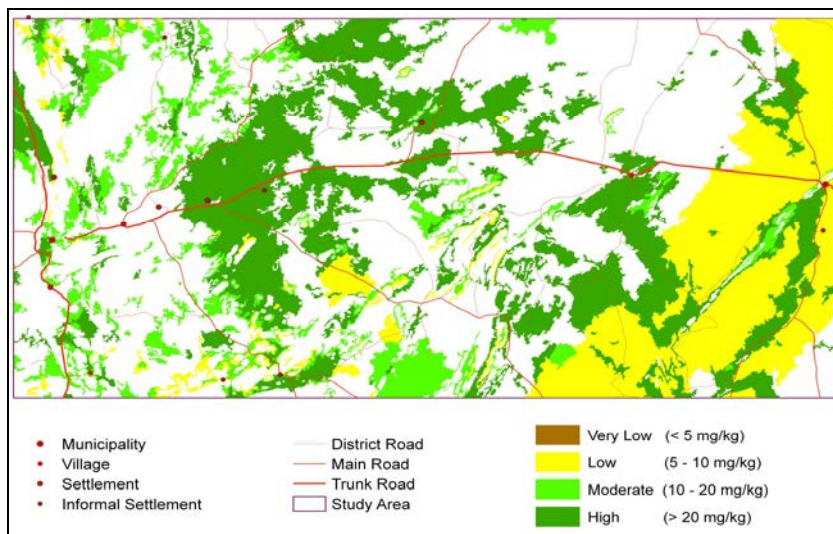 Municipality
Village
Settlement
Informal Settlement
District Road
Main Road
Trunk Road
Study Area
Very Low (< 5 mg/kg)
Low (5 - 10 mg/kg)
Moderate (10 - 20 mg/kg)
High (> 20 mg/kg)